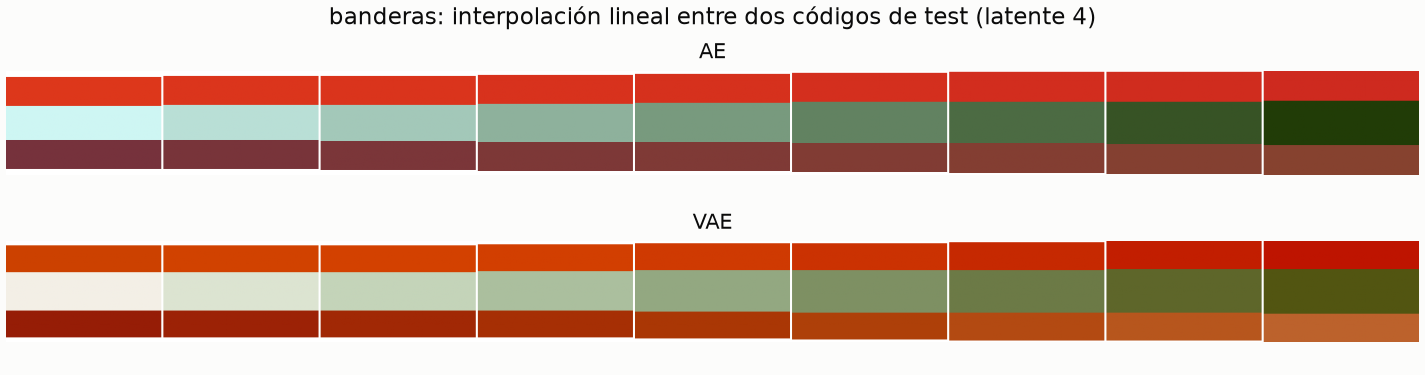 banderas: interpolación lineal entre dos códigos de test (latente 4)
AE
VAE